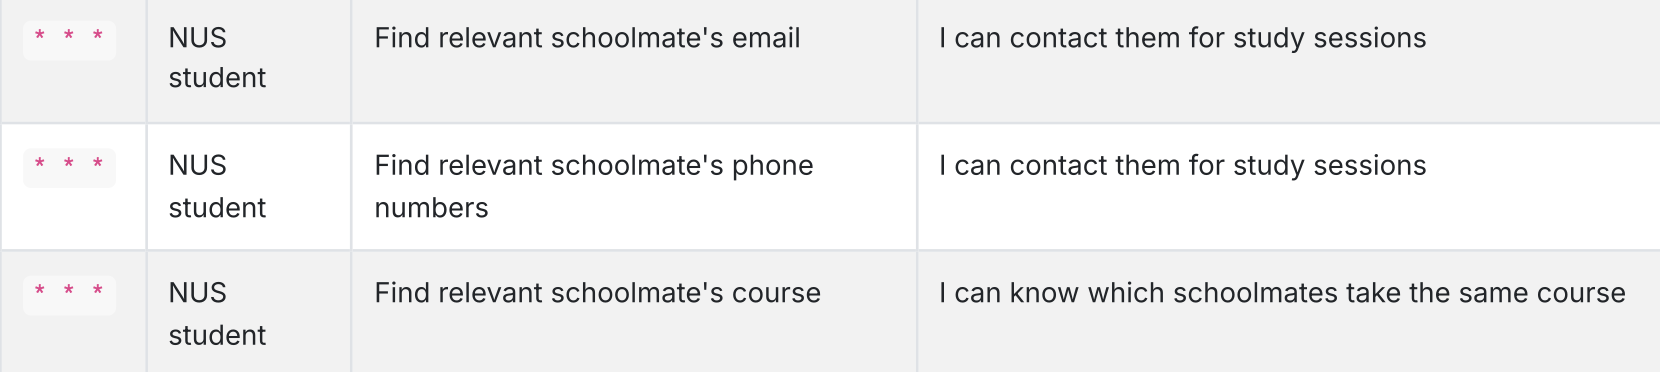 * * * NUS Find relevant schoolmate's email I can contact them for study sessions
student
* * * NUS Find relevant schoolmate's phone I can contact them for study sessions
student numbers
* * * NUS Find relevant schoolmate's course I can know which schoolmates take the same course
student